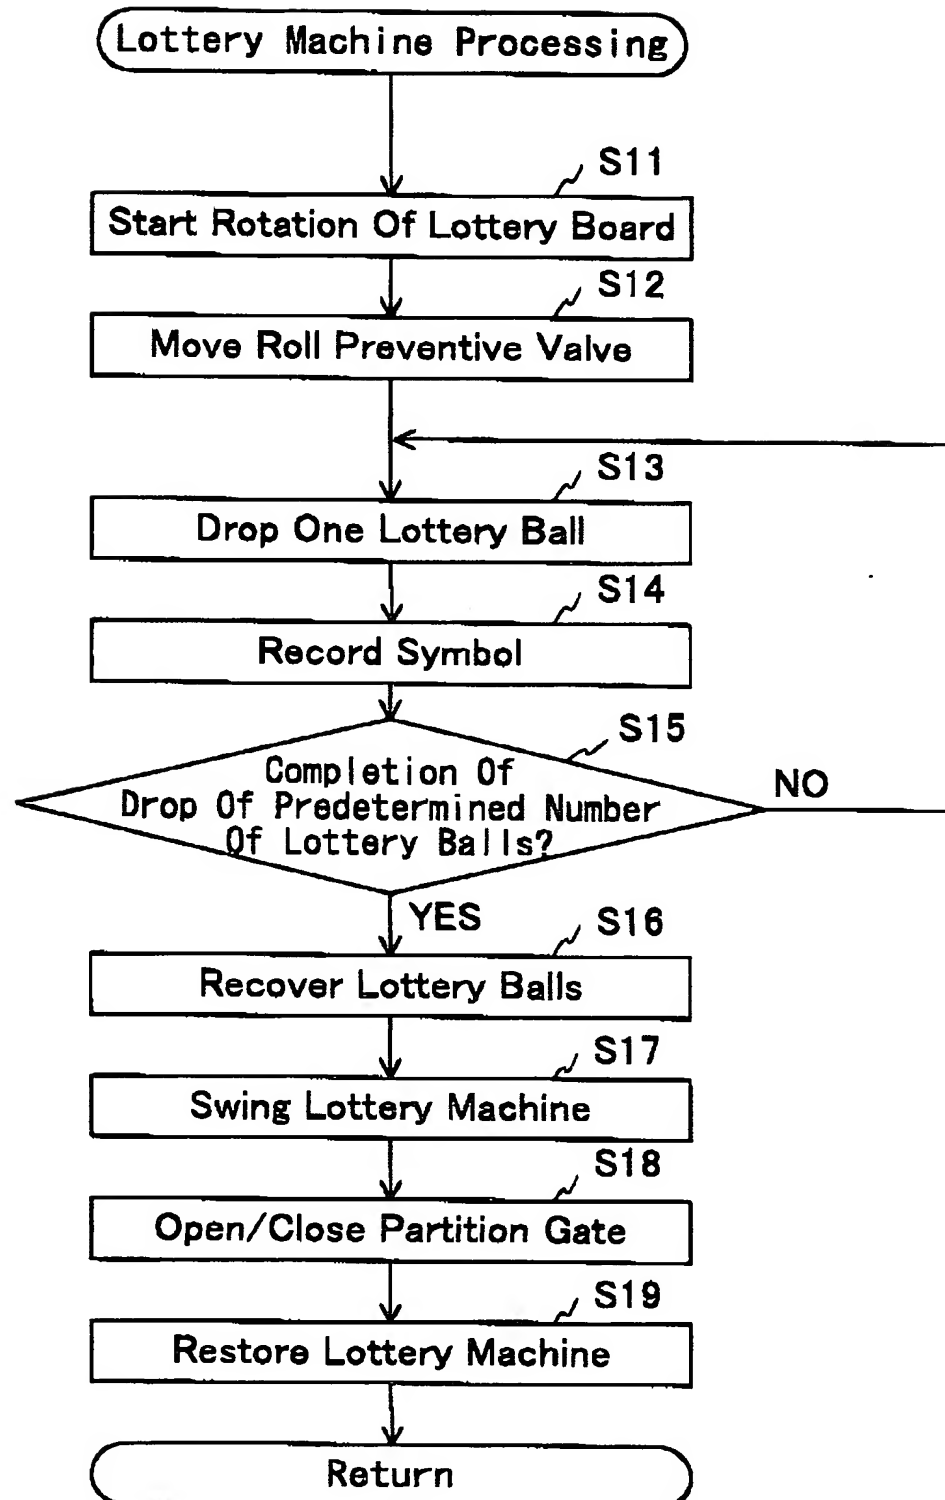 Lottery Machine Processing
S11
Start Rotation Of Lottery Board
S12
Move Roll Preventive Valve
S13
Drop One Lottery Ball
S14
Record Symbol
S15
Completion Of
Drop Of Predetermined Number
Of Lottery Balls?
NO
YES
S16
Recover Lottery Balls
S17
Swing Lottery Machine
S18
Open/Close Partition Gate
S19
Restore Lottery Machine
Return